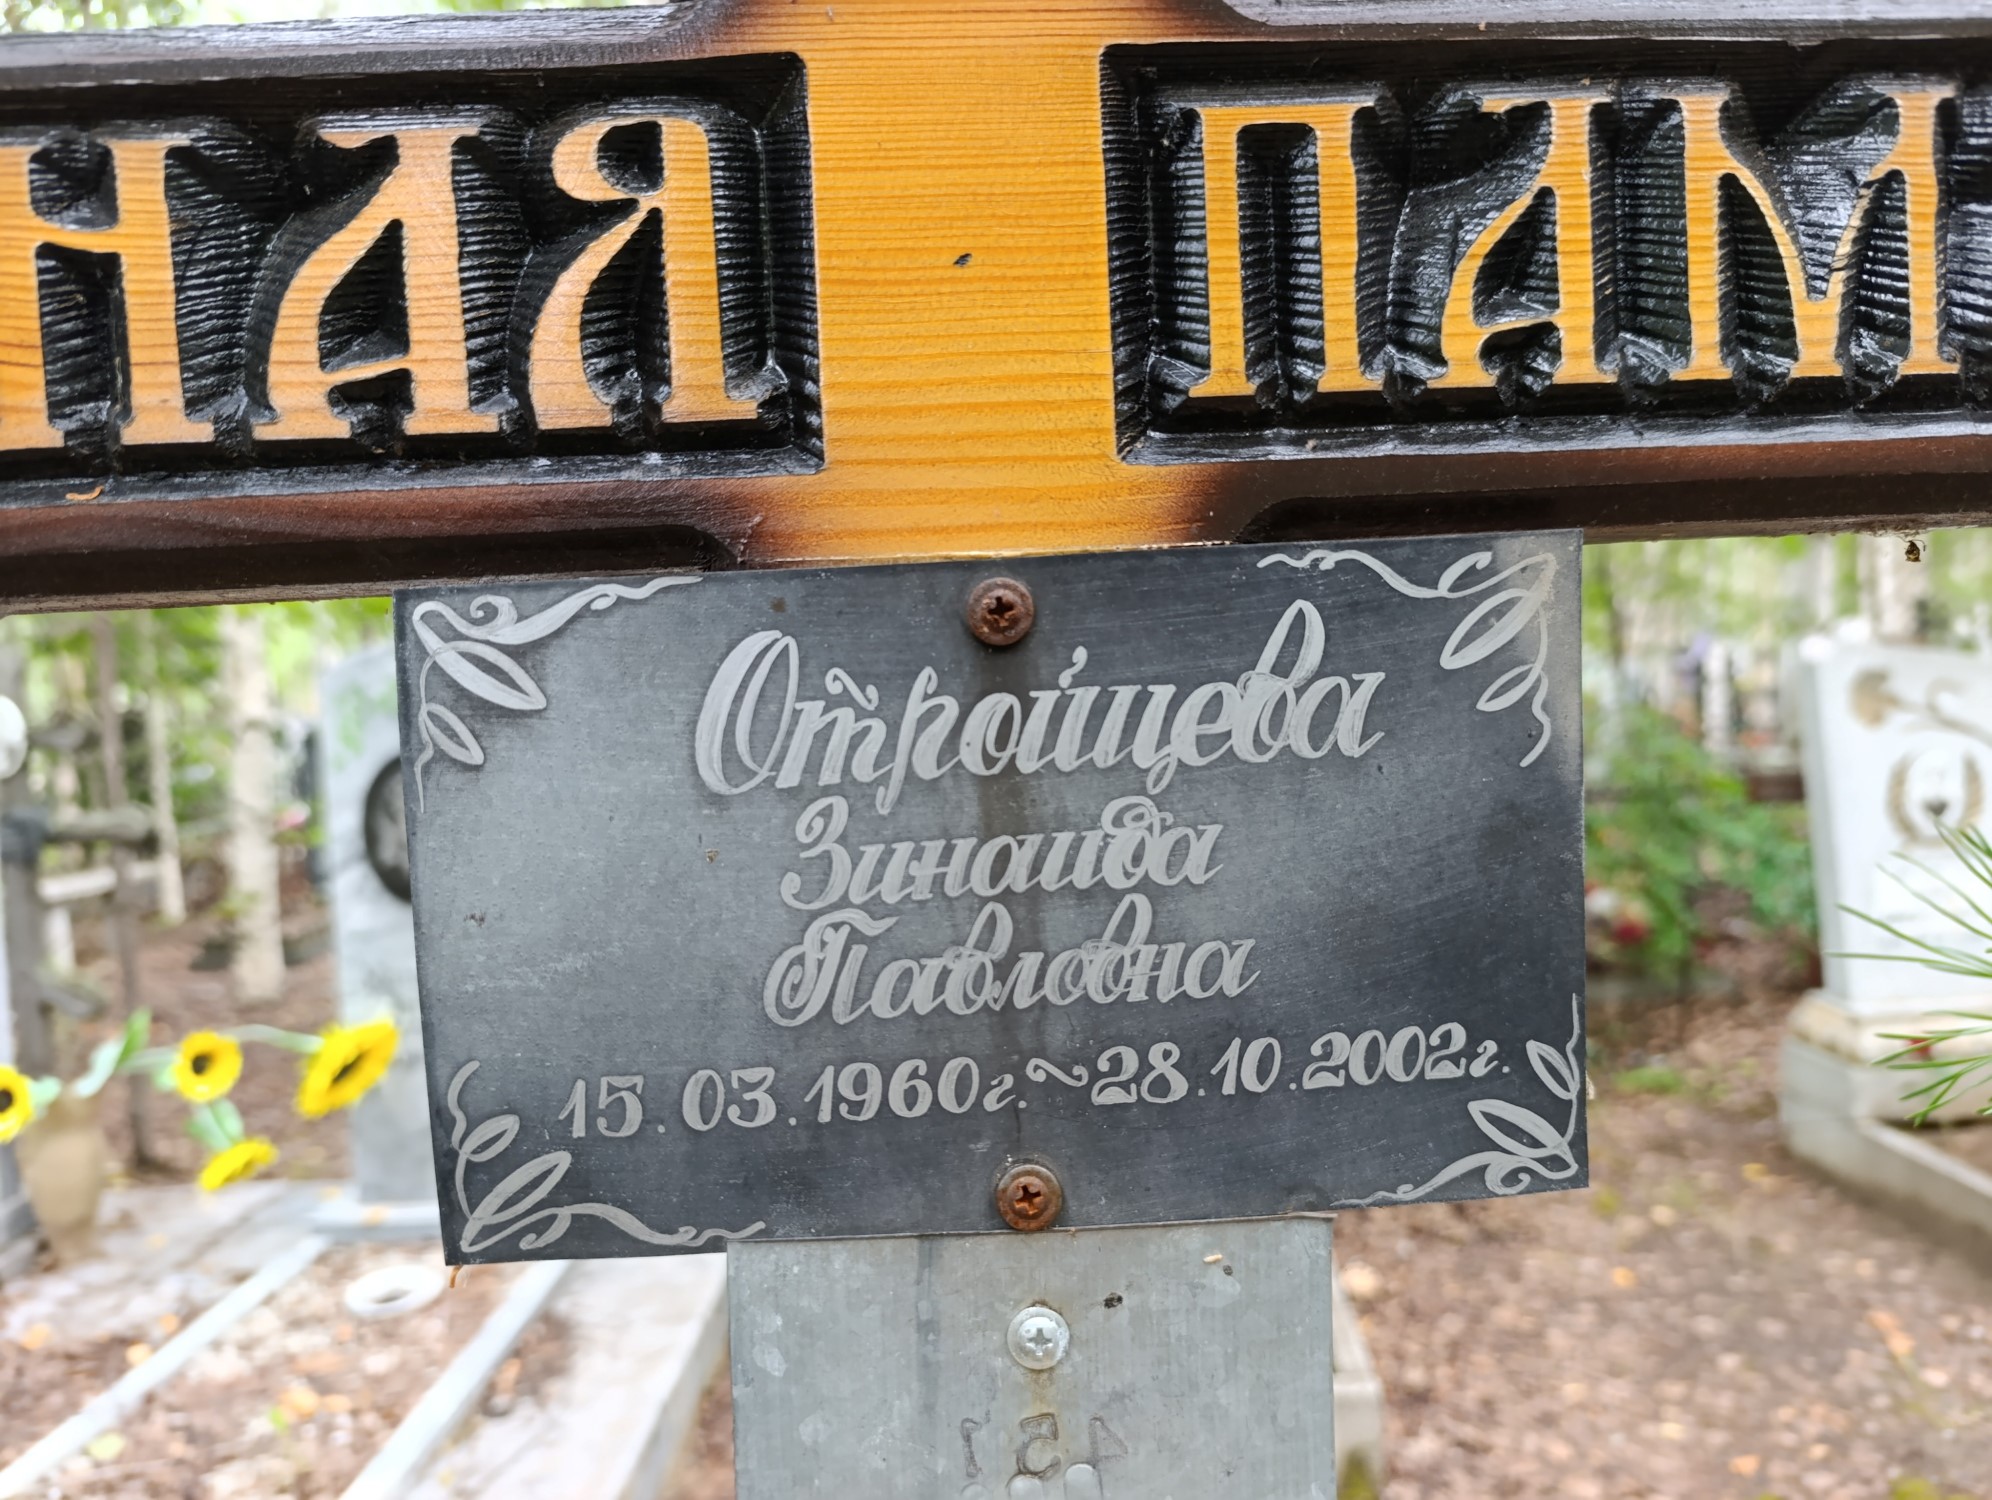 НАЯ ПАМ
Отройщева
Зинаида
Павловна
15.03.1960г.~28.10.2002г.